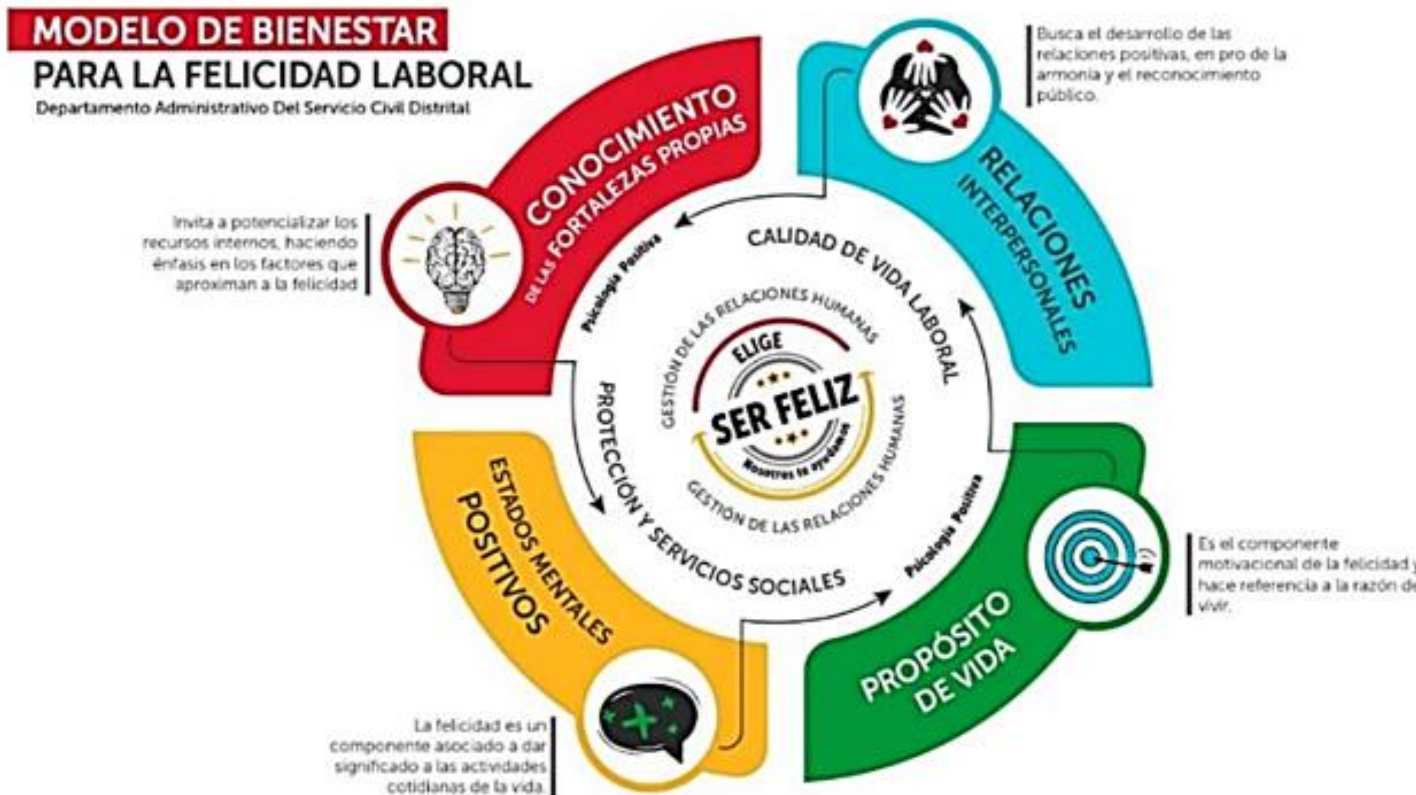 MODELO DE BIENESTAR
PARA LA FELICIDAD LABORAL
Departamento Administrativo Del Servicio Civil Distrital
CONOCIMIENTO
DE LAS FORTALEZAS PROPIAS
Invita a potencializar los
recursos internos, haciendo
énfasis en los factores que
aproximan a la felicidad
RELACIONES
INTERPERSONALES
Busca el desarrollo de las
relaciones positivas, en pro de la
armonía y el reconocimiento
público.
Psicología Positiva
CALIDAD DE VIDA LABORAL
GESTIÓN DE LAS RELACIONES HUMANAS
ELIGE
SER FELIZ
Nosotros te ayudamos
GESTIÓN DE LAS RELACIONES HUMANAS
PROTECCIÓN Y SERVICIOS SOCIALES
Psicología Positiva
ESTADOS MENTALES
POSITIVOS
La felicidad es un
componente asociado a dar
significado a las actividades
cotidianas de la vida.
PROPÓSITO
DE VIDA
Es el componente
motivacional de la felicidad y
hace referencia a la razón de
vivir.